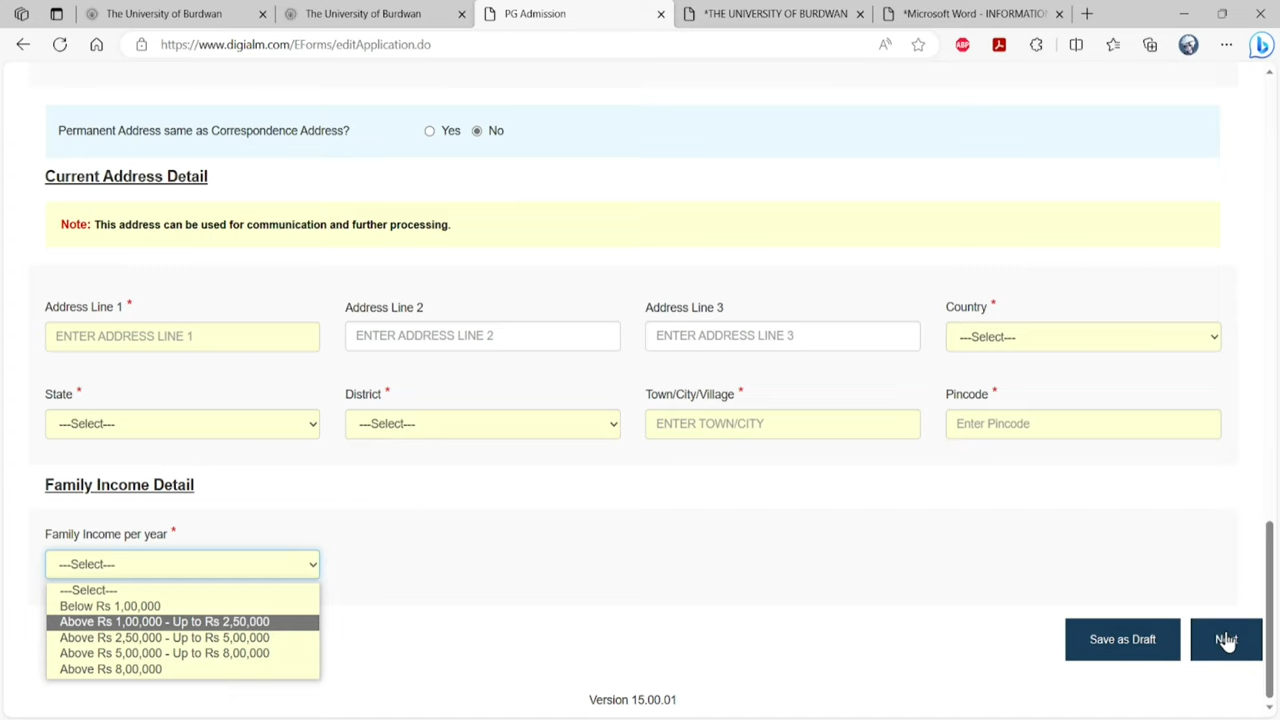 The University of Burdwan
The University of Burdwan
PG Admission
*THE UNIVERSITY OF BURDWAN
*Microsoft Word - INFORMATION
https://www.digialm.com/EForms/editApplication.do
Permanent Address same as Correspondence Address?
Yes
No
Current Address Detail
Note: This address can be used for communication and further processing.
Address Line 1 *
Address Line 2
Address Line 3
Country *
ENTER ADDRESS LINE 1
ENTER ADDRESS LINE 2
ENTER ADDRESS LINE 3
---Select---
State *
District *
Town/City/Village *
Pincode *
---Select---
---Select---
ENTER TOWN/CITY
Enter Pincode
Family Income Detail
Family Income per year *
---Select---
---Select---
Below Rs 1,00,000
Above Rs 1,00,000 - Up to Rs 2,50,000
Above Rs 2,50,000 - Up to Rs 5,00,000
Above Rs 5,00,000 - Up to Rs 8,00,000
Above Rs 8,00,000
Save as Draft
Next
Version 15.00.01